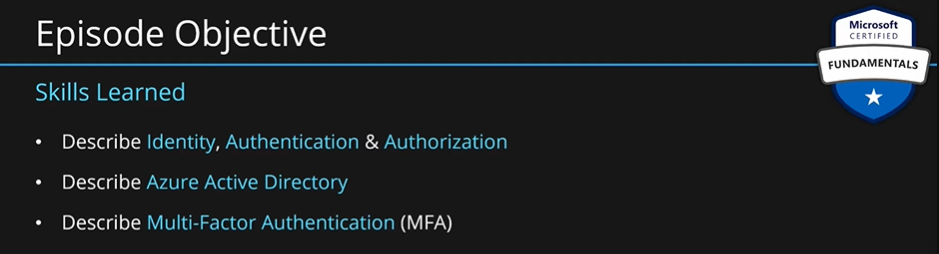 Episode Objective
Microsoft
CERTIFIED
FUNDAMENTALS
Skills Learned
• Describe Identity, Authentication & Authorization
• Describe Azure Active Directory
• Describe Multi-Factor Authentication (MFA)